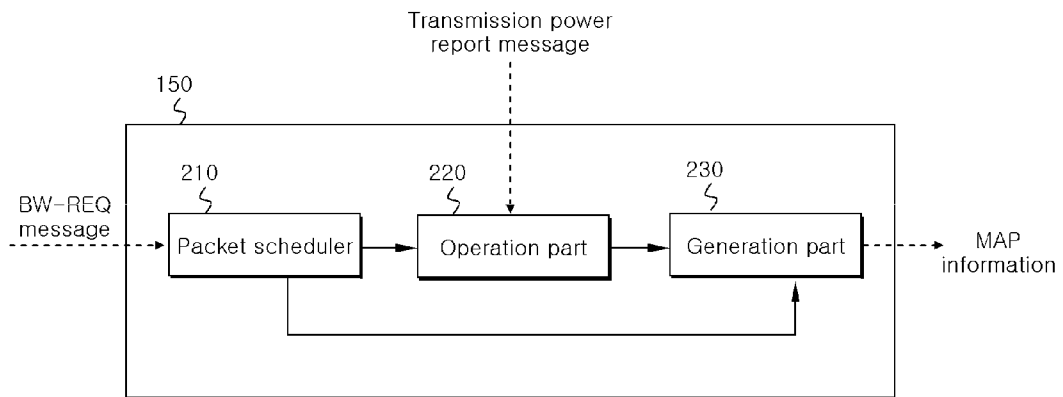 Transmission power
report message
150
210
220
230
BW-REQ
message
Packet scheduler
Operation part
Generation part
MAP
information